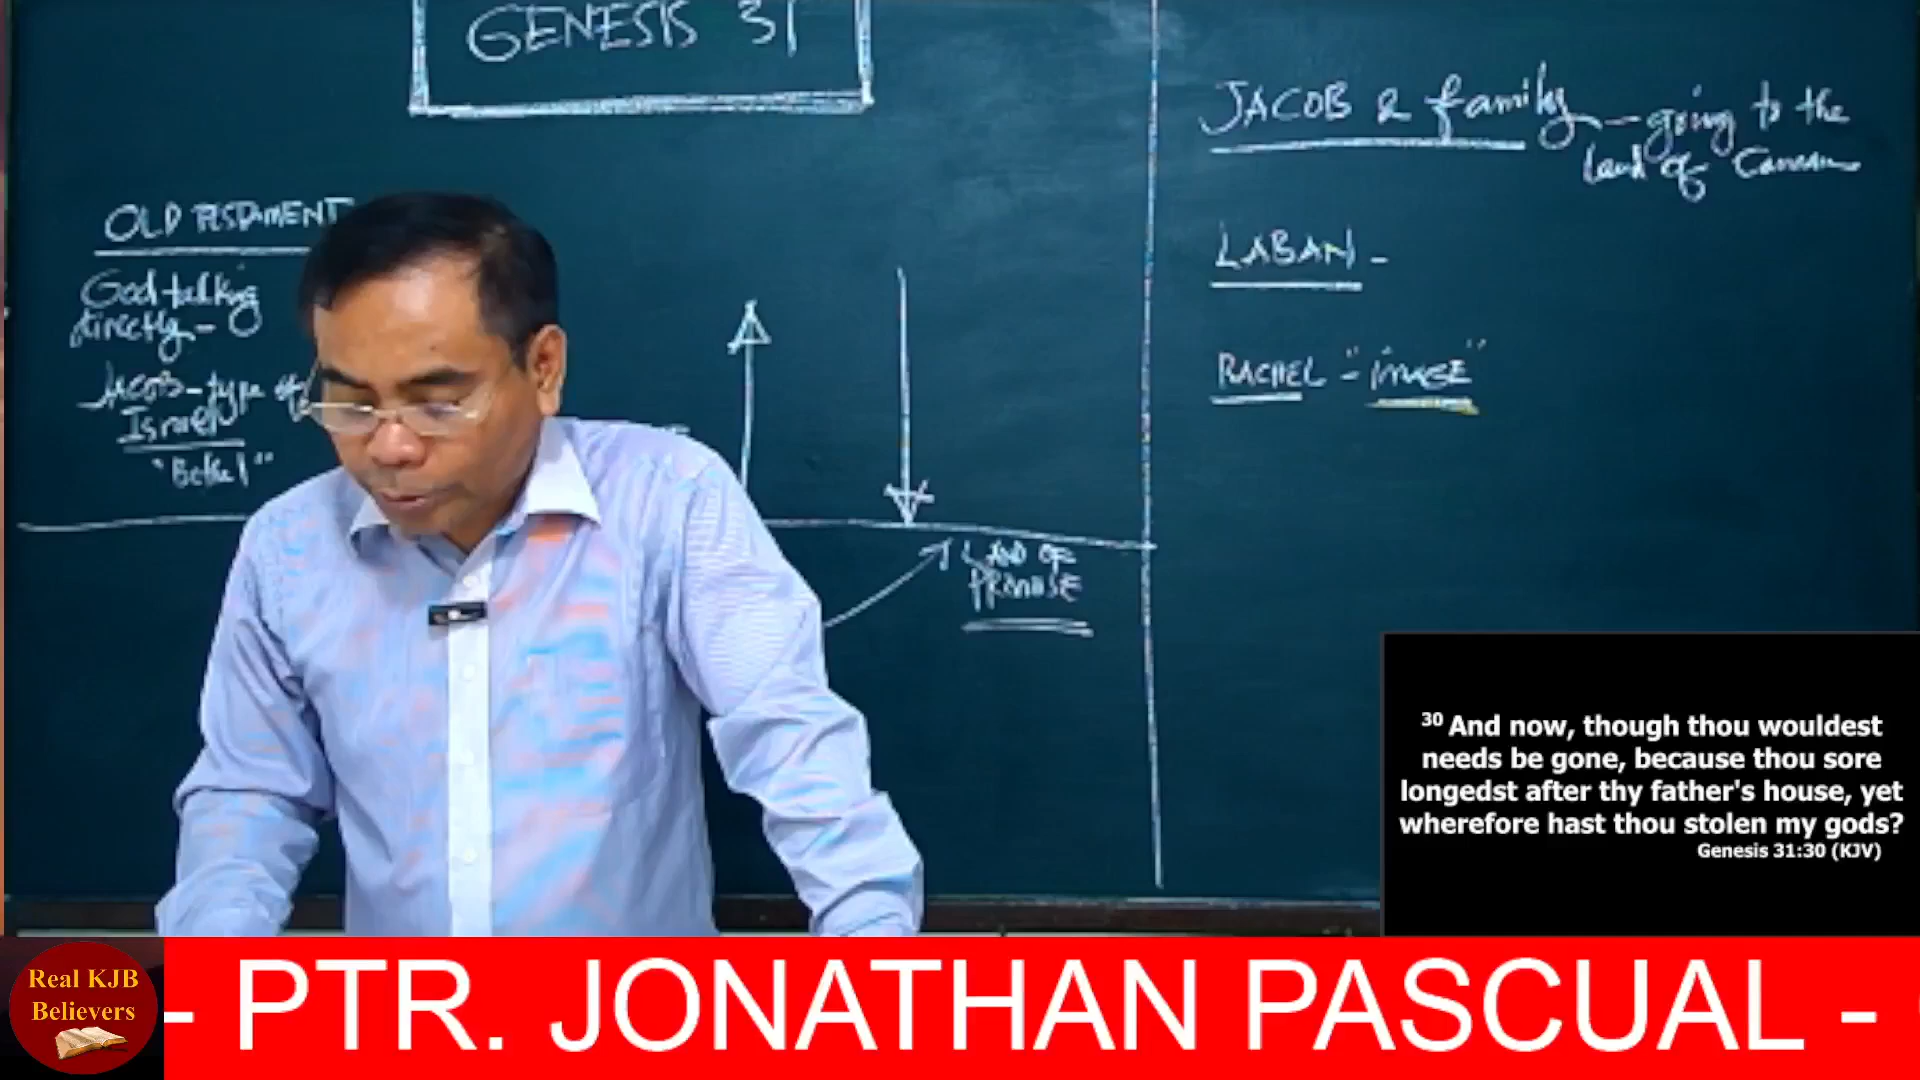 GENESIS 31
OLD TESTAMENT
God talking
directly -
Jacob - type of
Israel
"Bethel"
LAND OF
PROMISE
JACOB & family - going to the
land of Canaan
LABAN -
RACHEL - "image"
30 And now, though thou wouldest
needs be gone, because thou sore
longedst after thy father's house, yet
wherefore hast thou stolen my gods?
Genesis 31:30 (KJV)
Real KJB
Believers
- PTR. JONATHAN PASCUAL -